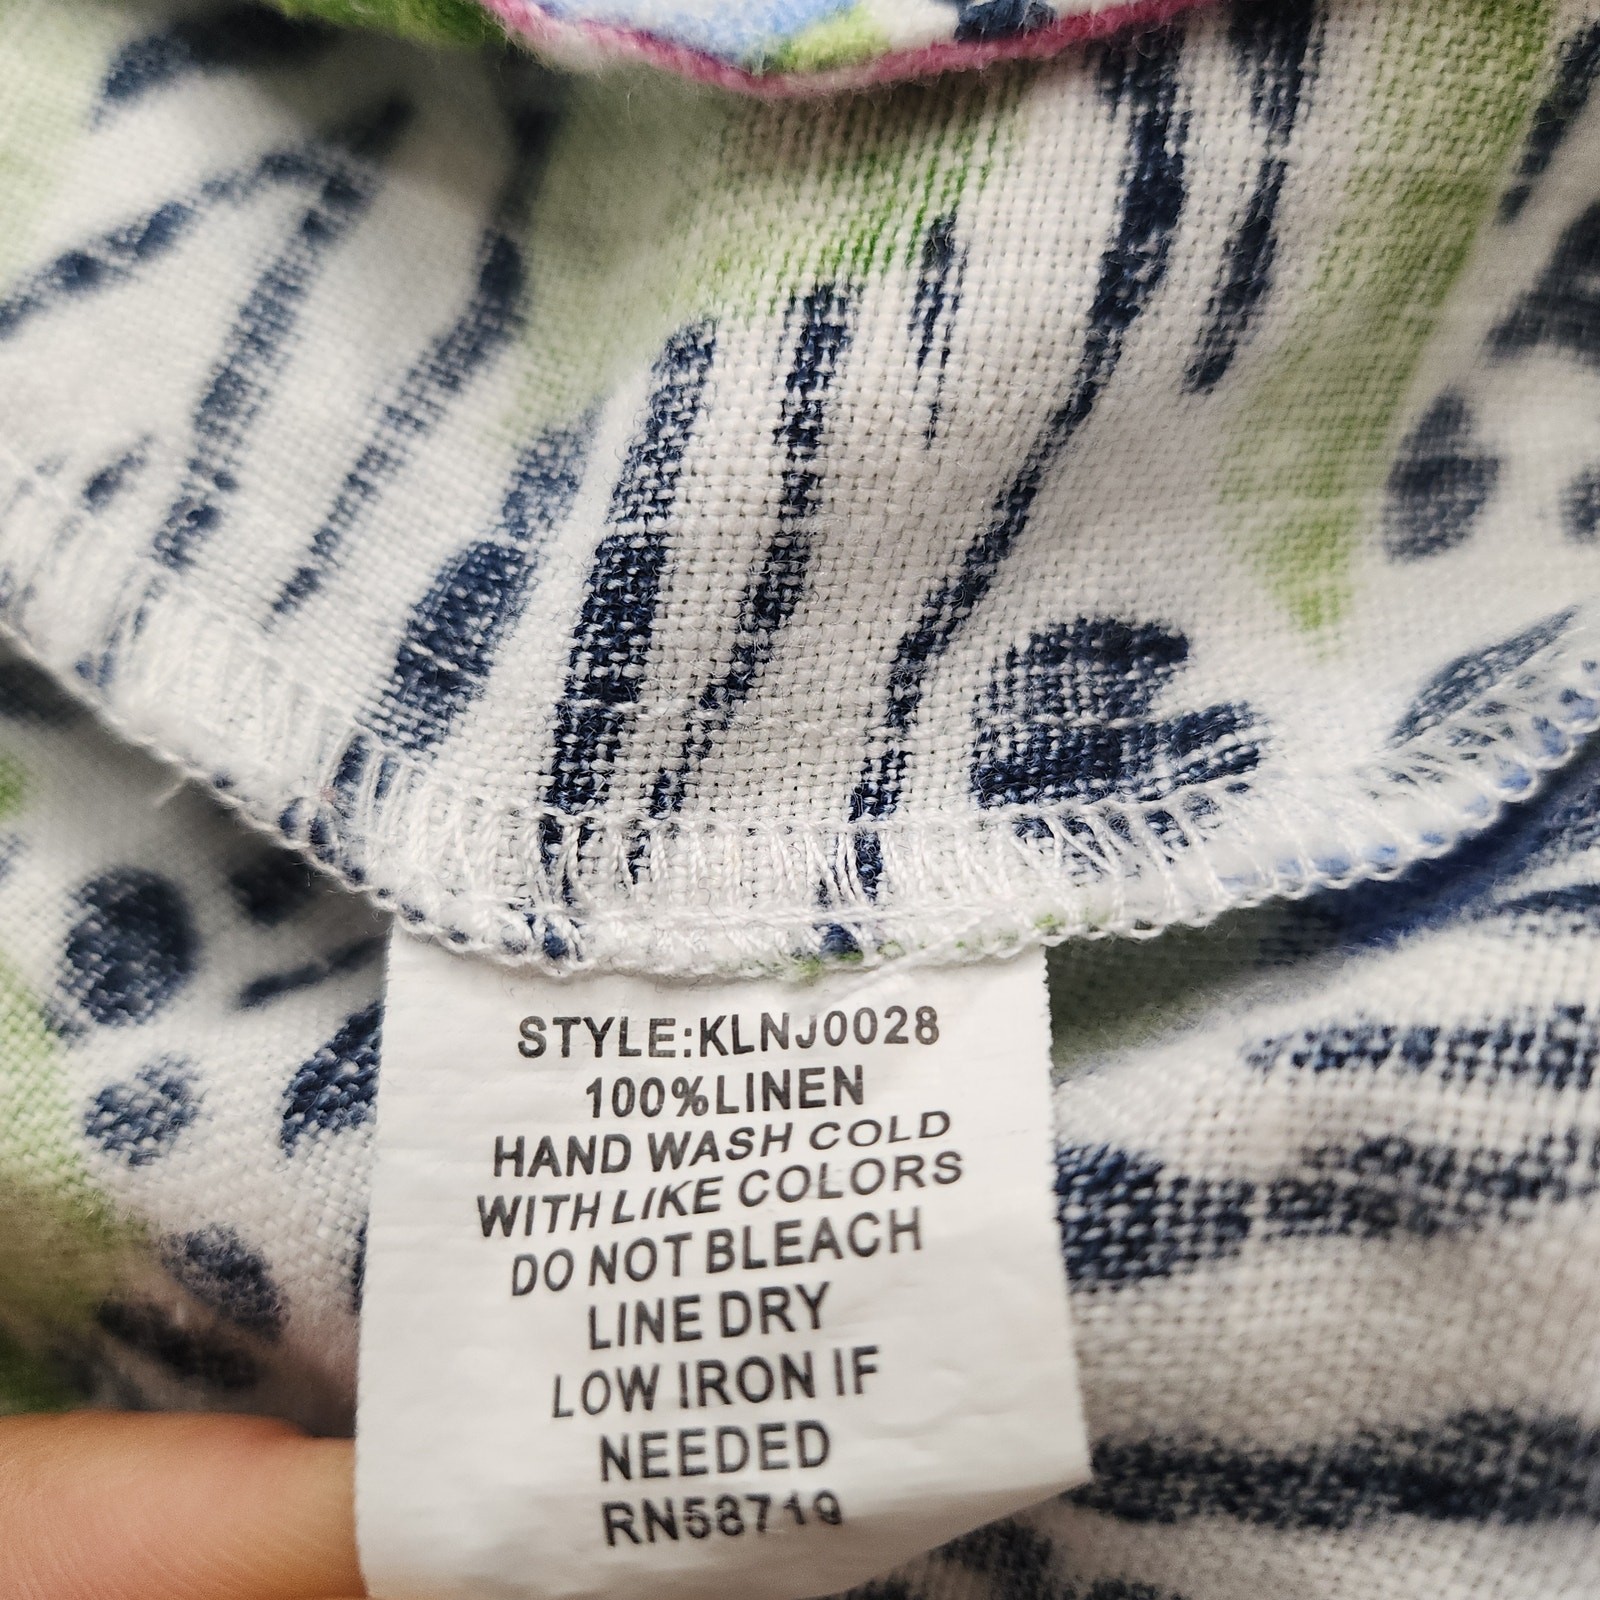 STYLE:KLNJ0028
100%LINEN
HAND WASH COLD
WITH LIKE COLORS
DO NOT BLEACH
LINE DRY
LOW IRON IF
NEEDED
RN58719